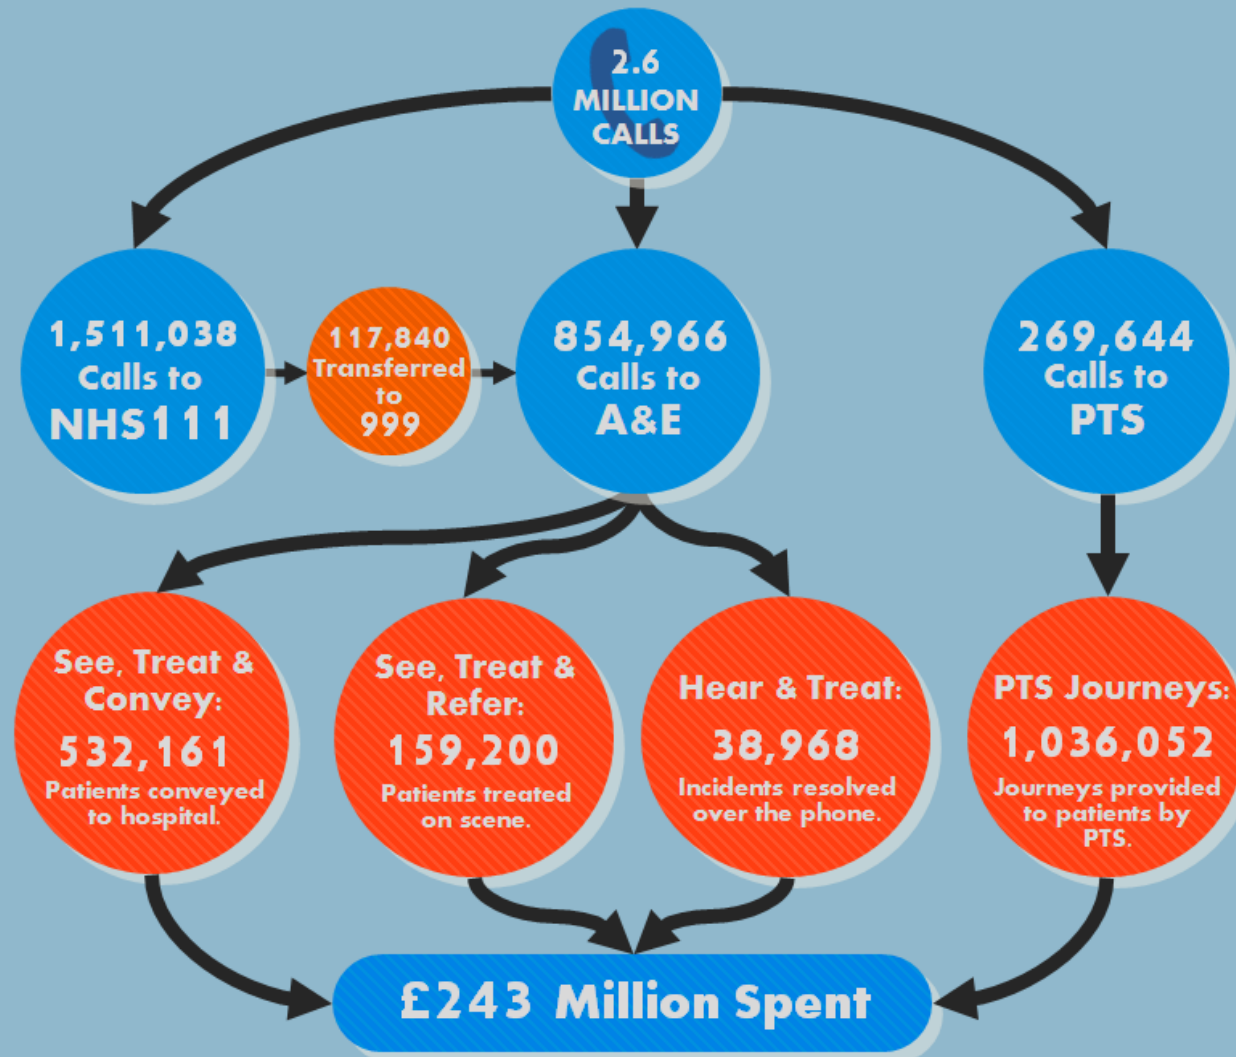 2.6
MILLION
CALLS
1,511,038
Calls to
NHS111
117,840
Transferred
to
999
854,966
Calls to
A&E
269,644
Calls to
PTS
See, Treat &
Convey:
532,161
Patients conveyed
to hospital.
See, Treat &
Refer:
159,200
Patients treated
on scene.
Hear & Treat:
38,968
Incidents resolved
over the phone.
PTS Journeys:
1,036,052
Journeys provided
to patients by
PTS.
£243 Million Spent